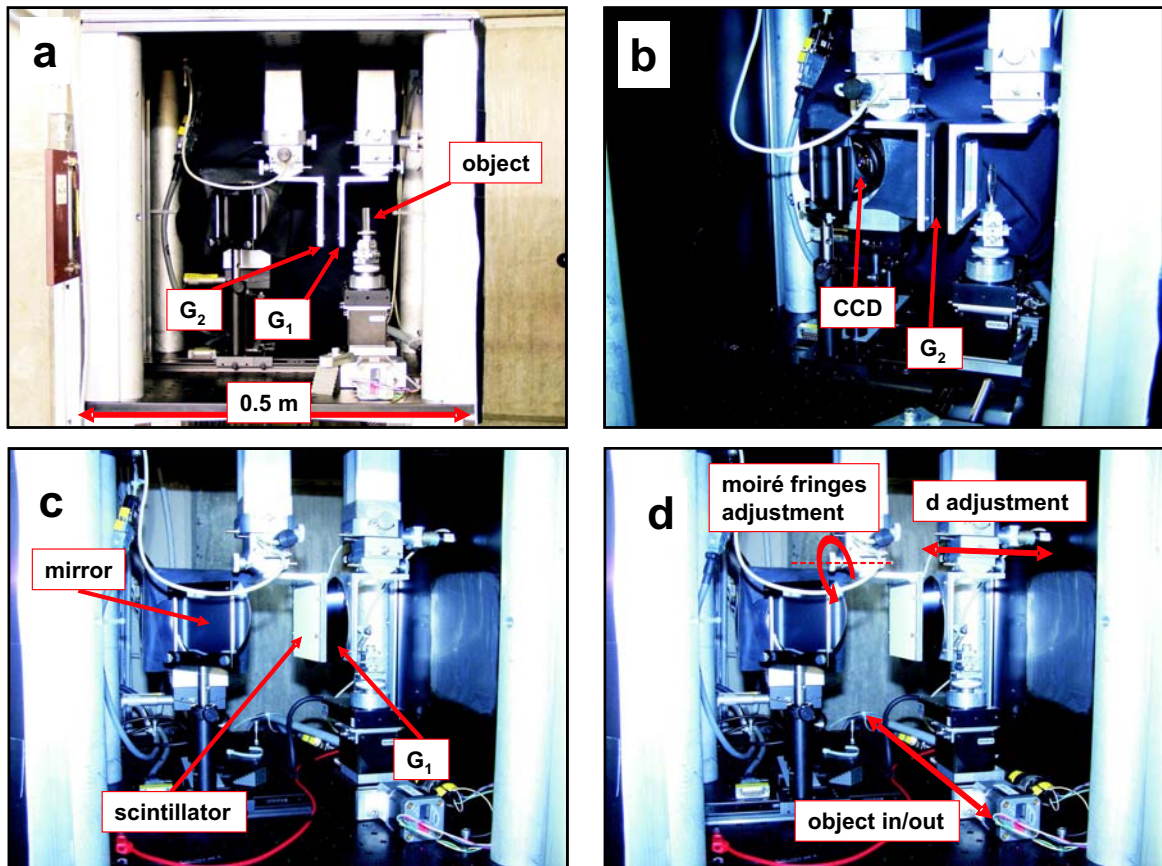 a
object
G₂
G₁
0.5 m
b
CCD
G₂
c
mirror
scintillator
G₁
d
moiré fringes
adjustment
d adjustment
object in/out